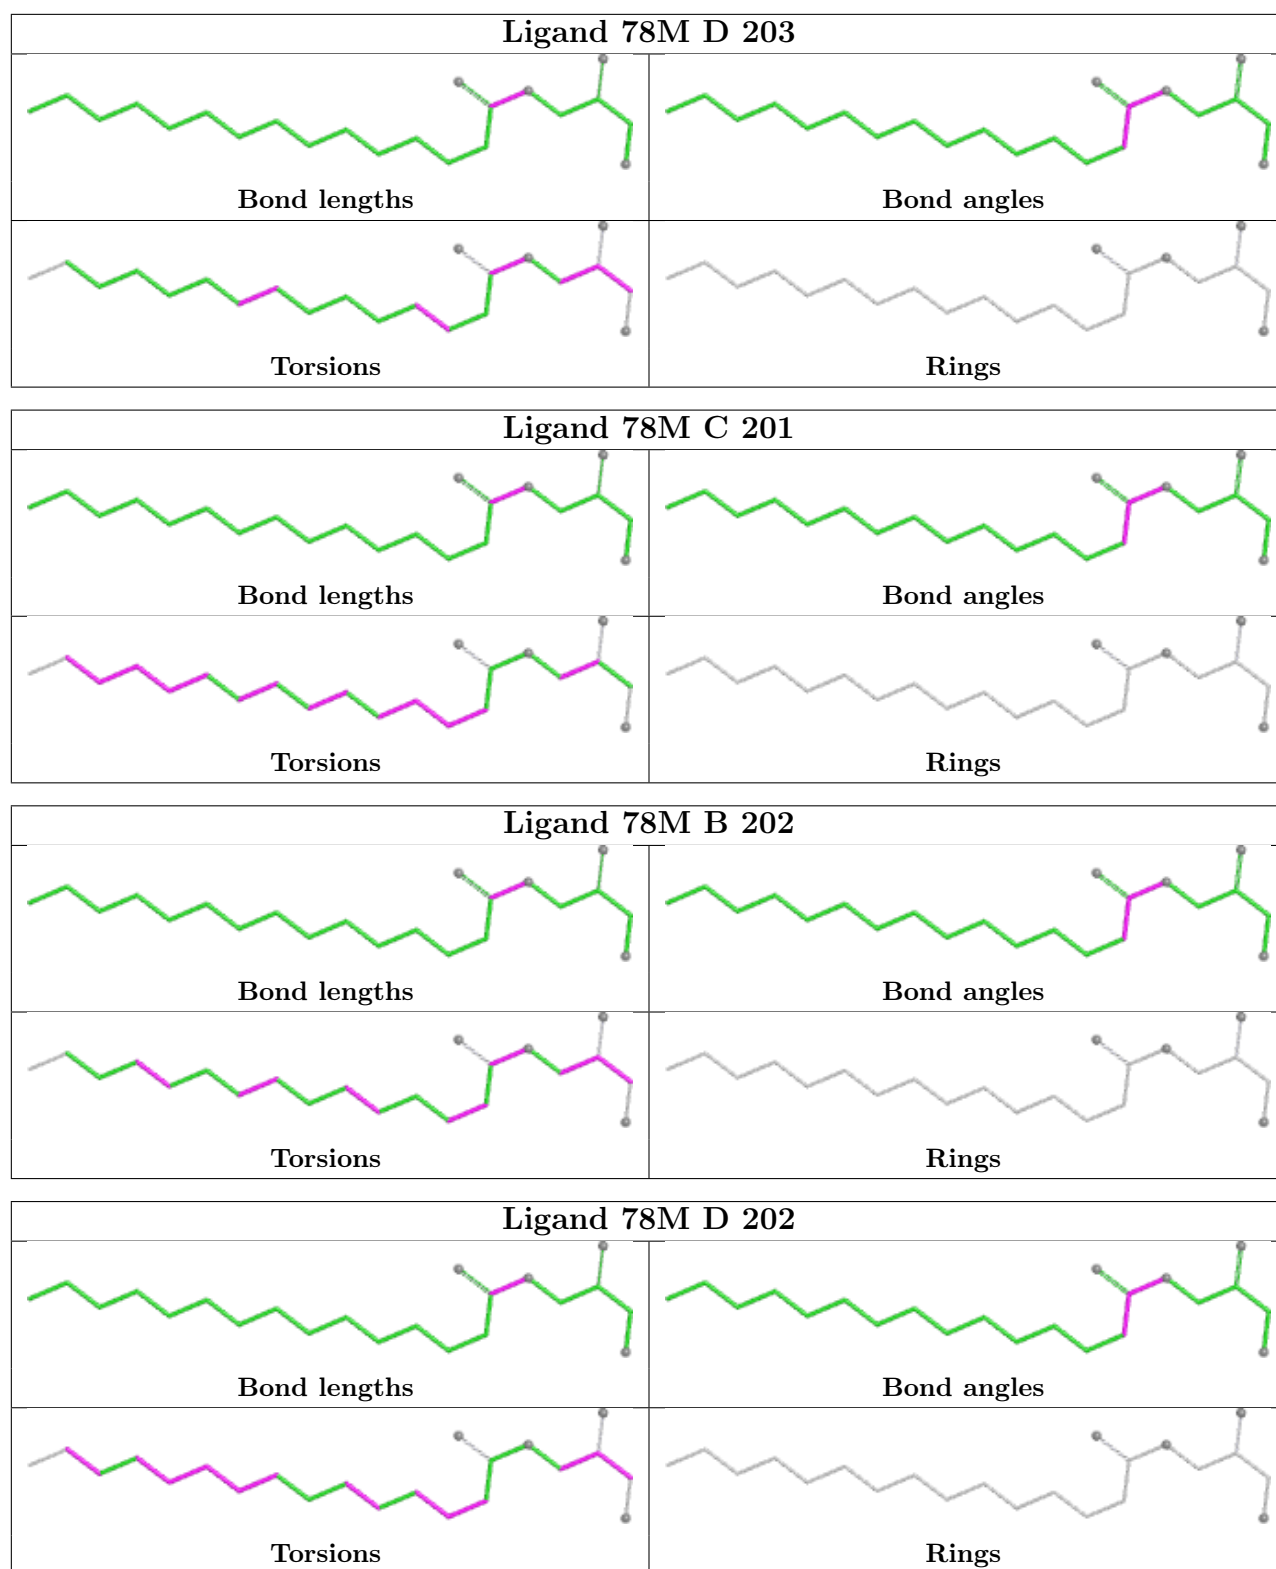 Ligand 78M D 203
Bond lengths
Bond angles
Torsions
Rings
Ligand 78M C 201
Bond lengths
Bond angles
Torsions
Rings
Ligand 78M B 202
Bond lengths
Bond angles
Torsions
Rings
Ligand 78M D 202
Bond lengths
Bond angles
Torsions
Rings